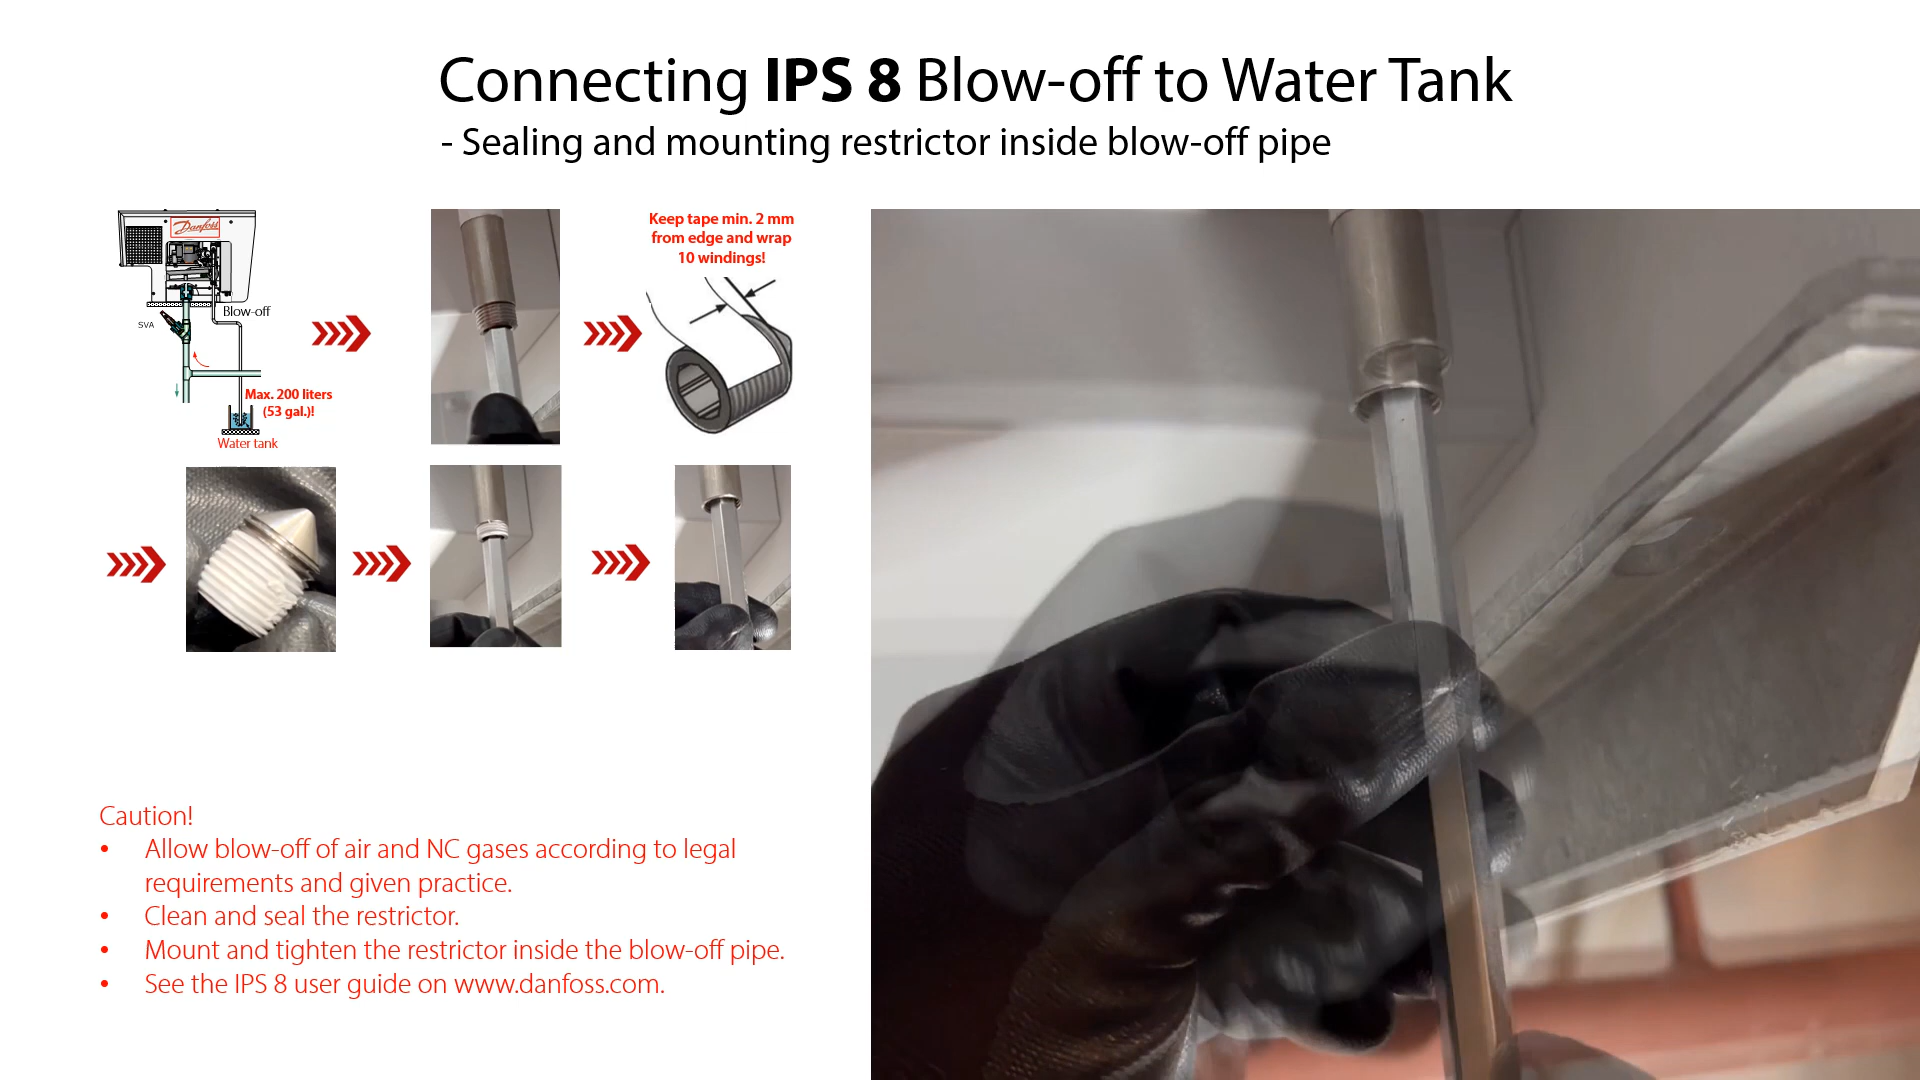 Connecting IPS 8 Blow-off to Water Tank
- Sealing and mounting restrictor inside blow-off pipe
Danfoss
Blow-off
SVA
Max. 200 liters
(53 gal.)!
Water tank
Keep tape min. 2 mm
from edge and wrap
10 windings!
Caution!
• Allow blow-off of air and NC gases according to legal
requirements and given practice.
• Clean and seal the restrictor.
• Mount and tighten the restrictor inside the blow-off pipe.
• See the IPS 8 user guide on www.danfoss.com.